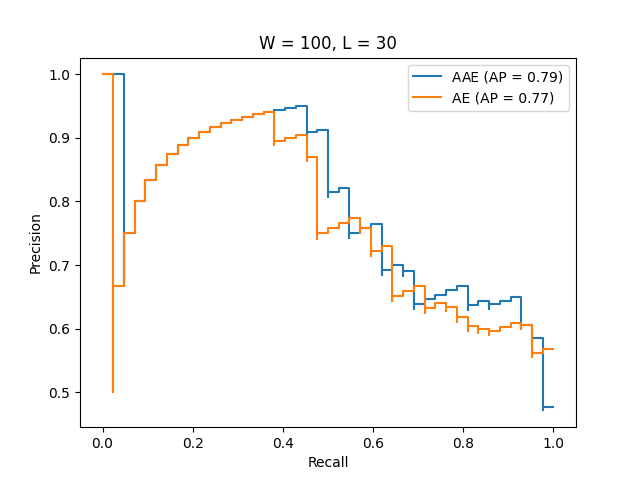 W = 100, L = 30
AAE (AP = 0.79)
AE (AP = 0.77)
Precision
1.0
0.9
0.8
0.7
0.6
0.5
0.0 0.2 0.4 0.6 0.8 1.0
Recall